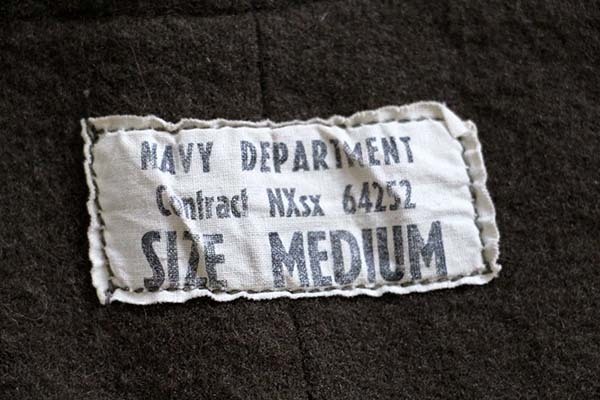 NAVY DEPARTMENT
Contract NXsx 64252
SIZE MEDIUM